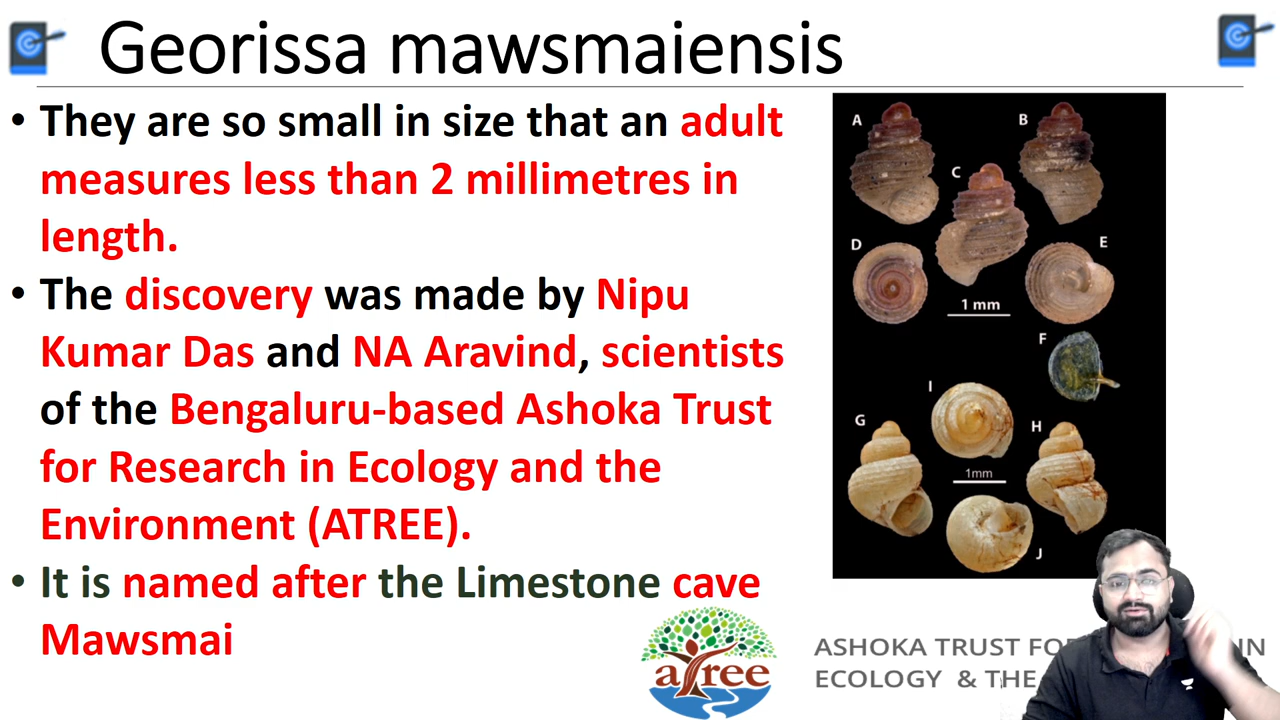 Georissa mawsmaiensis
• They are so small in size that an adult
measures less than 2 millimetres in
length.
• The discovery was made by Nipu
Kumar Das and NA Aravind, scientists
of the Bengaluru-based Ashoka Trust
for Research in Ecology and the
Environment (ATREE).
• It is named after the Limestone cave
Mawsmai
A
B
C
D
E
1 mm
F
I
G
H
1mm
J
atree
ASHOKA TRUST IN
ECOLOGY & THE